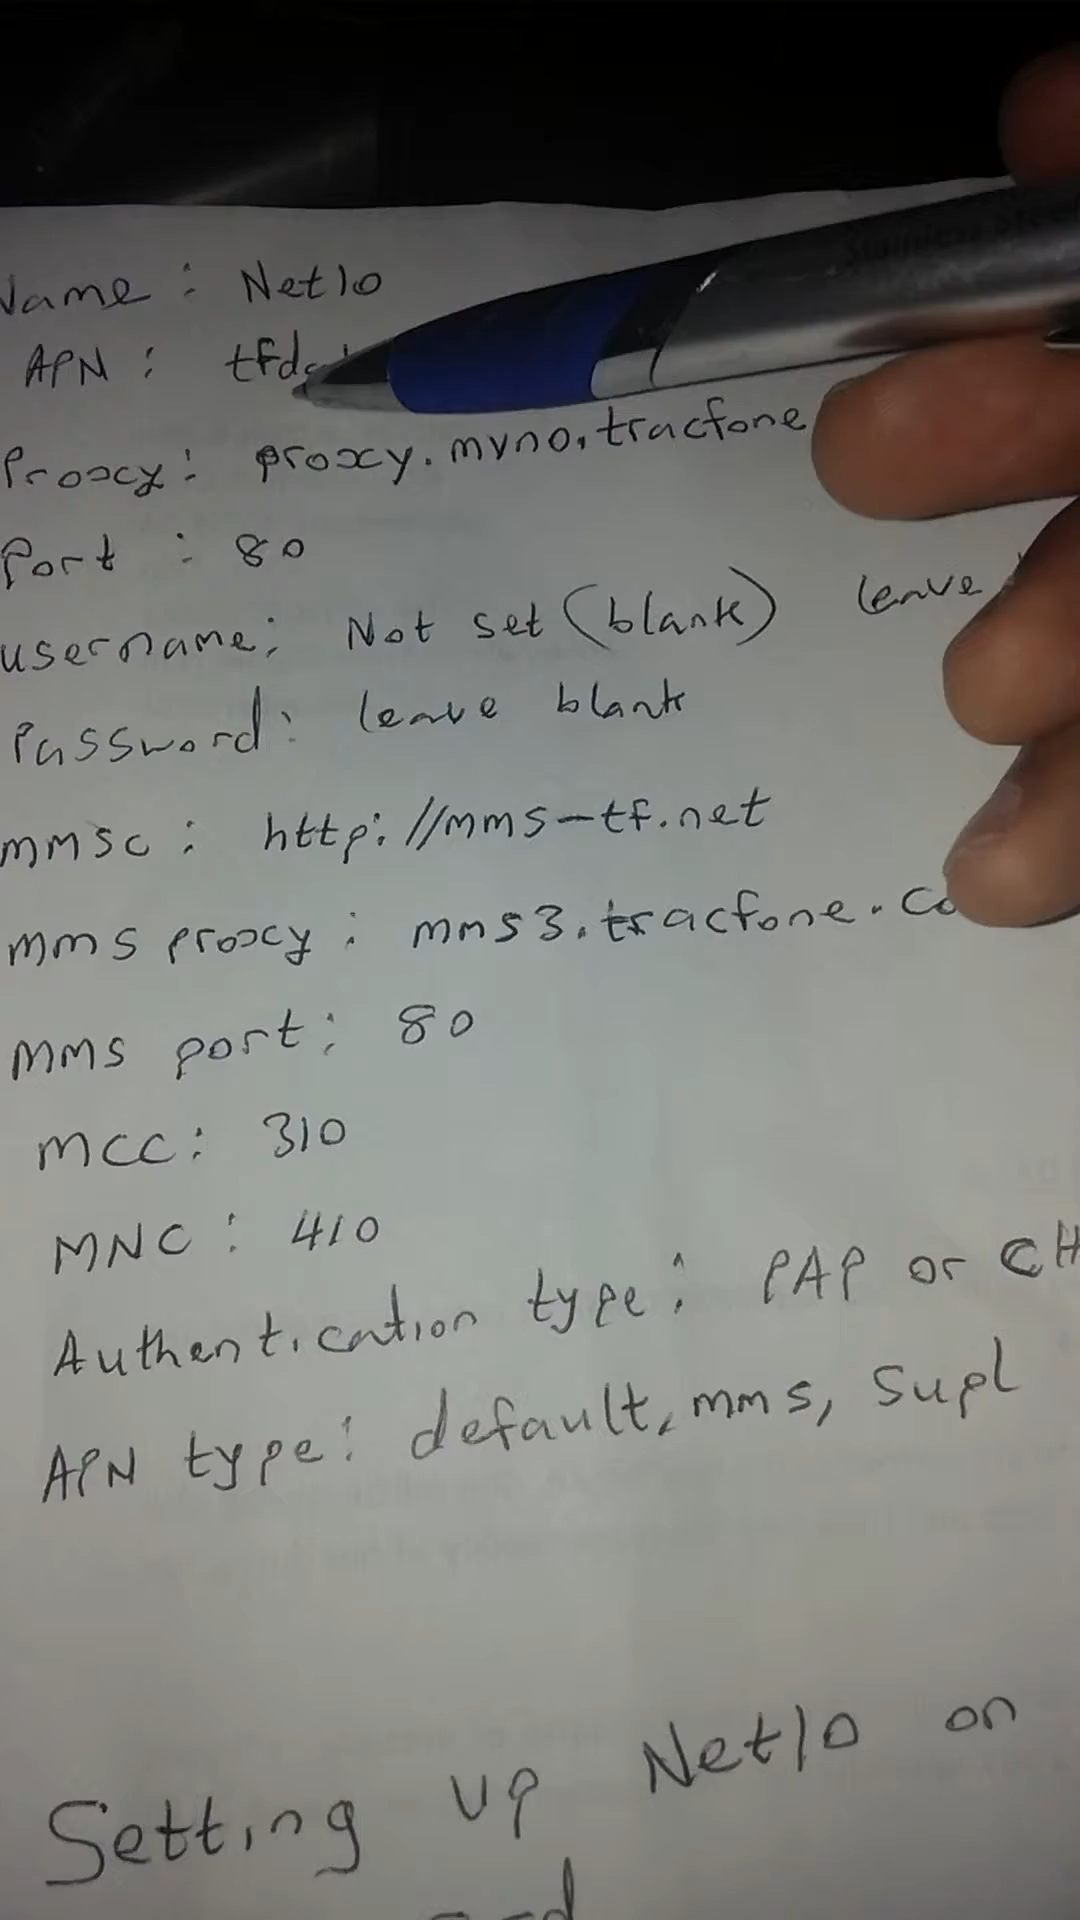 Name : Net10
APN :
Proxy: proxy.mvno.tracfone
Port : 80
username: Not set (blank) leave
Password: leave blank
mmsc : http://mms-tf.net
mms proxy : mms3.tracfone.co
mms port: 80
MCC: 310
MNC : 410
Authentication type: PAP or CH
APN type: default, mms, supl
Setting up Net10 on